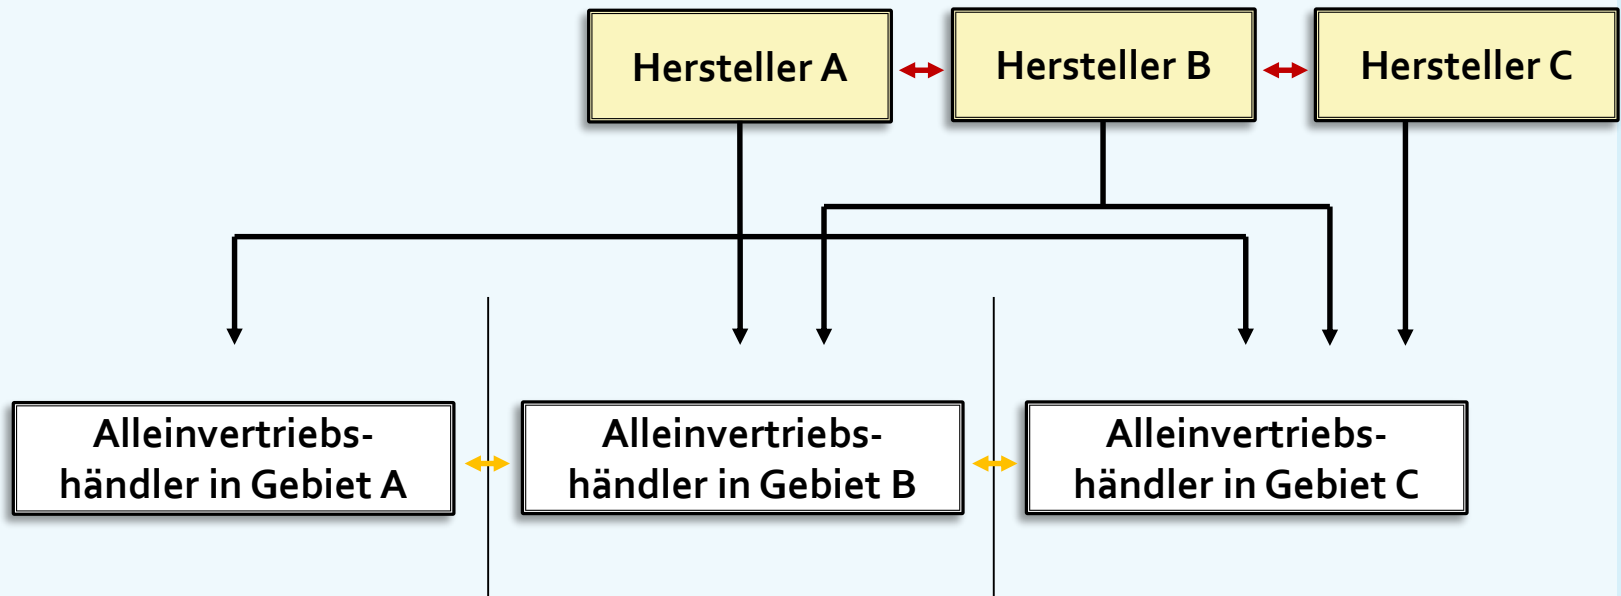 Hersteller A
Hersteller B
Hersteller C
Alleinvertriebs-
händler in Gebiet A
Alleinvertriebs-
händler in Gebiet B
Alleinvertriebs-
händler in Gebiet C